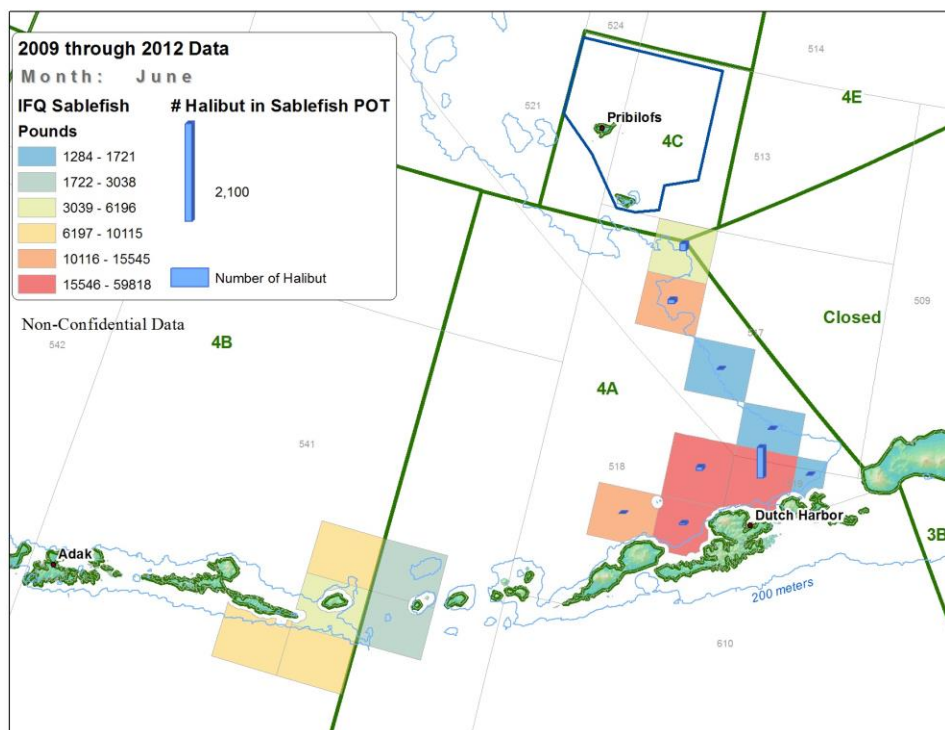 2009 through 2012 Data
Month: June
IFQ Sablefish
Pounds
1284 - 1721
1722 - 3038
3039 - 6196
6197 - 10115
10116 - 15545
15546 - 59818
# Halibut in Sablefish POT
2,100
Number of Halibut
Non-Confidential Data
524
514
4E
521
Pribilofs
4C
513
509
Closed
517
542
4B
4A
541
518
Dutch Harbor
3B
Adak
200 meters
610